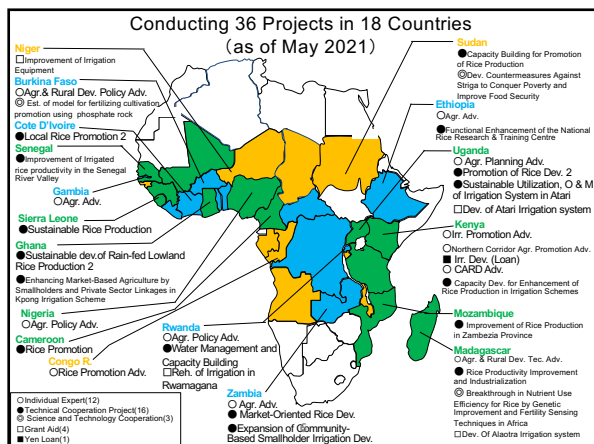 Conducting 36 Projects in 18 Countries
(as of May 2021)
Niger
□Improvement of Irrigation
Equipment
Burkina Faso
○Agr.& Rural Dev. Policy Adv.
◎ Est. of model for fertilizing cultivation
promotion using phosphate rock
Cote D'Ivoire
●Local Rice Promotion 2
Senegal
●Improvement of Irrigated
rice productivity in the Senegal
River Valley
Gambia
○Agr. Adv.
Sierra Leone
●Sustainable Rice Production
Ghana
●Sustainable dev.of Rain-fed Lowland
Rice Production 2
●Enhancing Market-Based Agriculture by
Smallholders and Private Sector Linkages in
Kpong Irrigation Scheme
Nigeria
○Agr. Policy Adv.
Cameroon
●Rice Promotion
Congo R.
○Rice Promotion Adv.
○Individual Expert(12)
●Technical Cooperation Project(16)
◎ Science and Technology Cooperation(3)
□Grant Aid(4)
■Yen Loan(1)
Rwanda
○Agr. Policy Adv.
●Water Management and
Capacity Building
□Reh. of Irrigation in
Rwamagana
Zambia
○Agr. Adv.
●Market-Oriented Rice Dev.
●Expansion of Community-
Based Smallholder Irrigation Dev.
Sudan
●Capacity Building for Promotion
of Rice Production
◎Dev. Countermeasures Against
Striga to Conquer Poverty and
Improve Food Security
Ethiopia
○Agr. Adv.
●Functional Enhancement of the National
Rice Research & Training Centre
Uganda
○Agr. Planning Adv.
●Promotion of Rice Dev. 2
●Sustainable Utilization, O & M
of Irrigation System in Atari
□Dev. of Atari Irrigation system
Kenya
○Irr. Promotion Adv.
○Northern Corridor Agr. Promotion Adv.
■ Irr. Dev. (Loan)
○CARD Adv.
● Capacity Dev. for Enhancement of
Rice Production in Irrigation Schemes
Mozambique
● Improvement of Rice Production
in Zambezia Province
Madagascar
○Agr. & Rural Dev. Tec. Adv.
● Rice Productivity Improvement
and Industrialization
◎ Breakthrough in Nutrient Use
Efficiency for Rice by Genetic
Improvement and Fertility Sensing
Techniques in Africa
□Dev. Of Alaotra Irrigation system